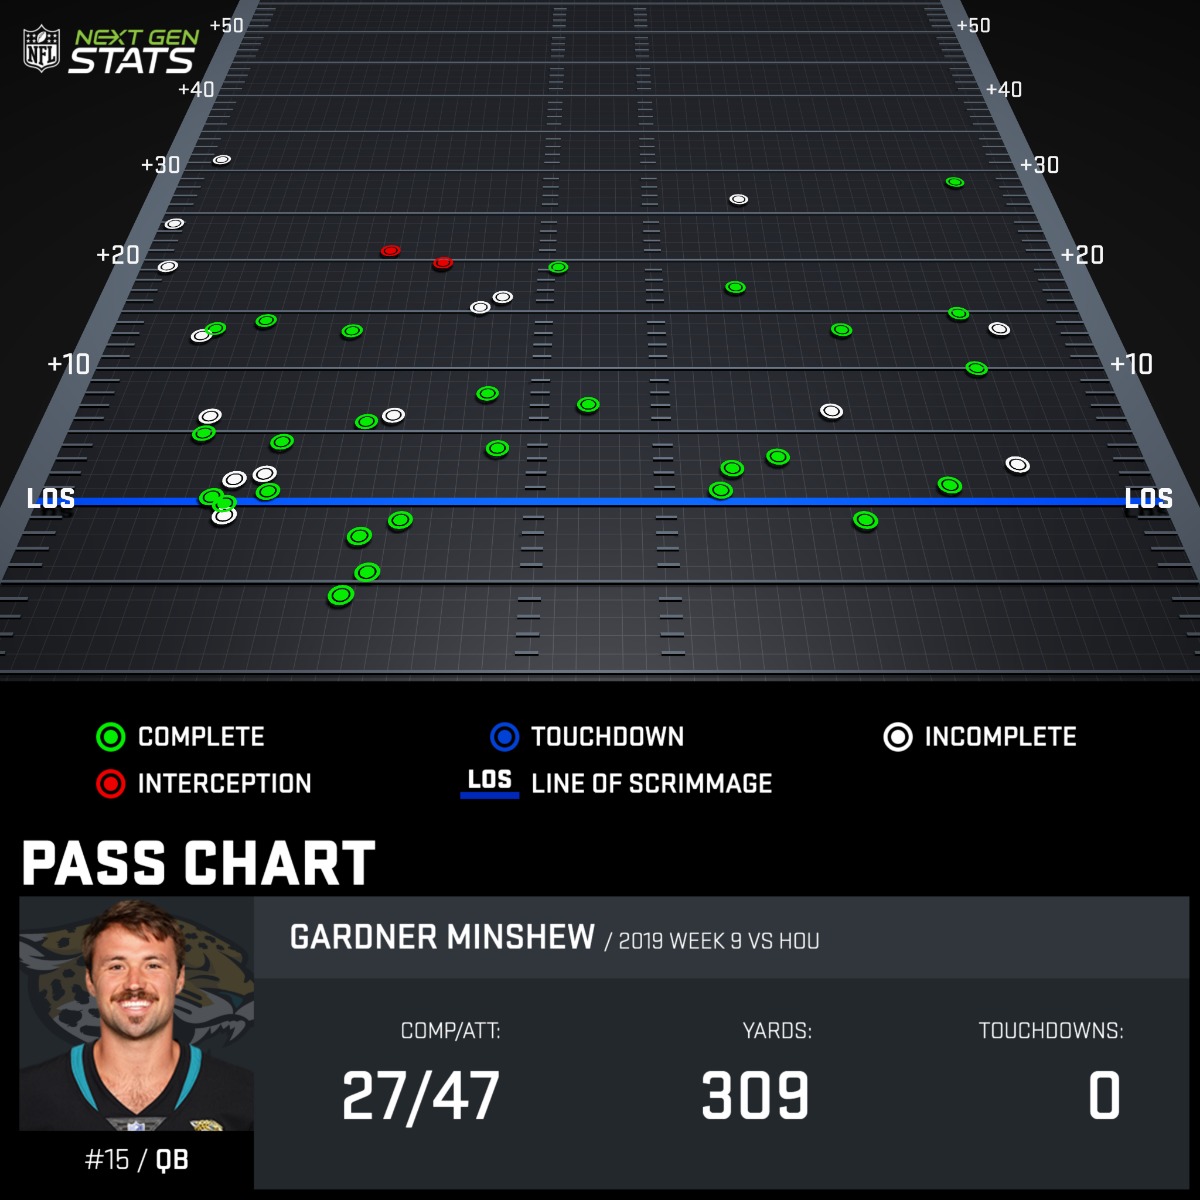 NFL
NEXT GEN
STATS
+50 +50
+40 +40
+30 +30
+20 +20
+10 +10
LOS LOS
COMPLETE TOUCHDOWN INCOMPLETE
INTERCEPTION LOS LINE OF SCRIMMAGE
PASS CHART
GARDNER MINSHEW / 2019 WEEK 9 VS HOU
COMP/ATT: YARDS: TOUCHDOWNS:
27/47 309 0
#15 / QB